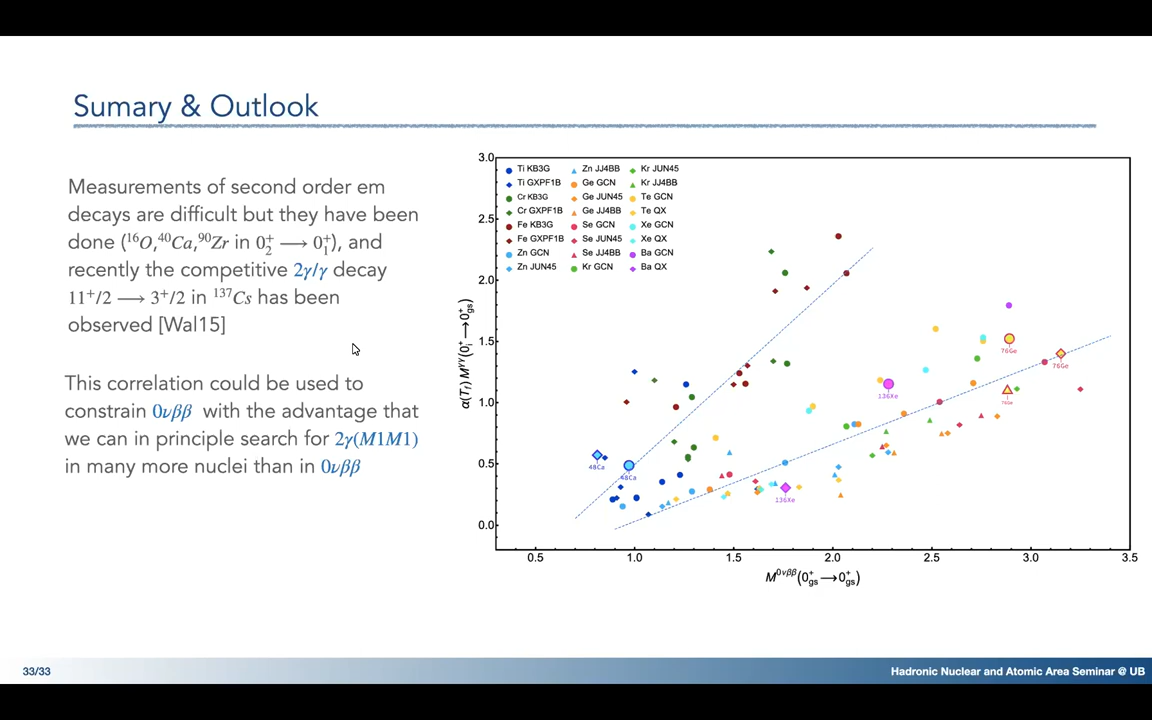 Sumary & Outlook
Measurements of second order em
decays are difficult but they have been
done (¹⁶O,⁴⁰Ca,⁹⁰Zr in 0₂⁺ ⟶ 0₁⁺), and
recently the competitive 2γ/γ decay
11⁺/2 ⟶ 3⁺/2 in ¹³⁷Cs has been
observed [Wal15]
This correlation could be used to
constrain 0νββ with the advantage that
we can in principle search for 2γ(M1M1)
in many more nuclei than in 0νββ
α(Ti) M^γγ(0ᵢ⁺⟶0gs⁺)
3.0
2.5
2.0
1.5
1.0
0.5
0.0
Ti KB3G Zn JJ4BB Kr JUN45
Ti GXPF1B Ge GCN Kr JJ4BB
Cr KB3G Ge JUN45 Te GCN
Cr GXPF1B Ge JJ4BB Te QX
Fe KB3G Se GCN Xe GCN
Fe GXPF1B Se JUN45 Xe QX
Zn GCN Se JJ4BB Ba GCN
Zn JUN45 Kr GCN Ba QX
76Ge
76Ge
136Xe
76Ge
48Ca
48Ca
136Xe
0.5 1.0 1.5 2.0 2.5 3.0 3.5
M^0νββ(0gs⁺⟶0gs⁺)
33/33
Hadronic Nuclear and Atomic Area Seminar @ UB